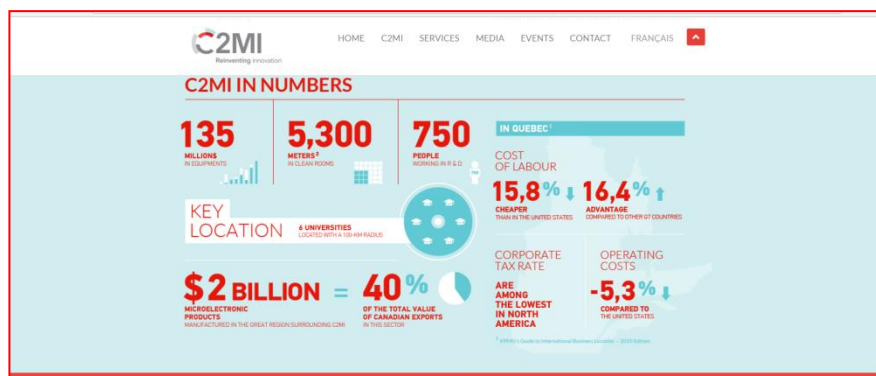 C2MI
Reinventing innovation
HOME C2MI SERVICES MEDIA EVENTS CONTACT FRANÇAIS
C2MI IN NUMBERS
135
MILLIONS
IN EQUIPMENTS
5,300
METERS²
IN CLEAN ROOMS
750
PEOPLE
WORKING IN R & D
KEY
LOCATION
6 UNIVERSITIES
LOCATED WITH A 100-KM RADIUS
$2 BILLION = 40%
MICROELECTRONIC
PRODUCTS
MANUFACTURED IN THE GREAT REGION SURROUNDING C2MI
OF THE TOTAL VALUE
OF CANADIAN EXPORTS
IN THIS SECTOR
IN QUEBEC¹
COST
OF LABOUR
15,8%
CHEAPER
THAN IN THE UNITED STATES
16,4%
ADVANTAGE
COMPARED TO OTHER G7 COUNTRIES
CORPORATE
TAX RATE
ARE
AMONG
THE LOWEST
IN NORTH
AMERICA
OPERATING
COSTS
-5,3%
COMPARED TO
THE UNITED STATES
¹ KPMG's Guide to International Business Location - 2010 Edition